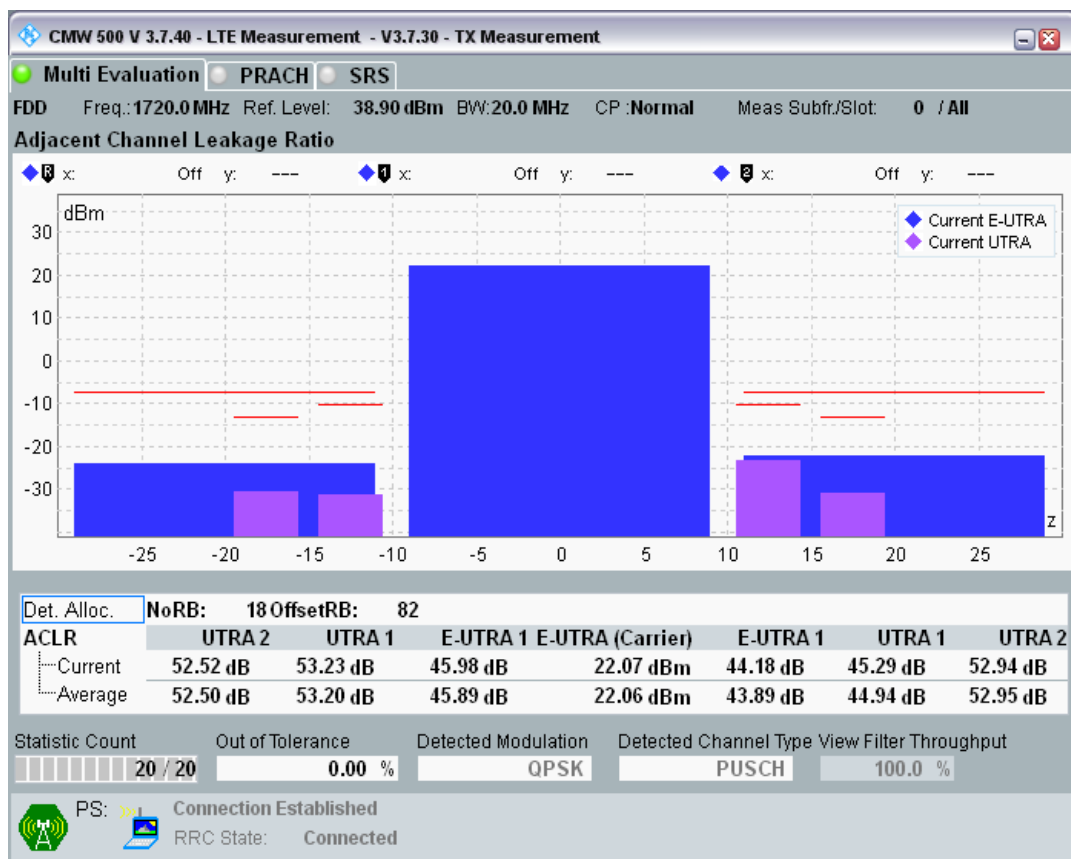 CMW 500 V 3.7.40 - LTE Measurement - V3.7.30 - TX Measurement
Multi Evaluation PRACH SRS
FDD Freq.: 1720.0 MHz Ref. Level: 38.90 dBm BW: 20.0 MHz CP : Normal Meas Subfr./Slot: 0 / All
Adjacent Channel Leakage Ratio
R x: Off y: --- 1 x: Off y: --- 2 x: Off y: ---
dBm
Current E-UTRA
Current UTRA
30
20
10
0
-10
-20
-30
z
-25 -20 -15 -10 -5 0 5 10 15 20 25
Det. Alloc. NoRB: 18 OffsetRB: 82
ACLR UTRA 2 UTRA 1 E-UTRA 1 E-UTRA (Carrier) E-UTRA 1 UTRA 1 UTRA 2
Current 52.52 dB 53.23 dB 45.98 dB 22.07 dBm 44.18 dB 45.29 dB 52.94 dB
Average 52.50 dB 53.20 dB 45.89 dB 22.06 dBm 43.89 dB 44.94 dB 52.95 dB
Statistic Count Out of Tolerance Detected Modulation Detected Channel Type View Filter Throughput
20 / 20 0.00 % QPSK PUSCH 100.0 %
PS: Connection Established
RRC State: Connected